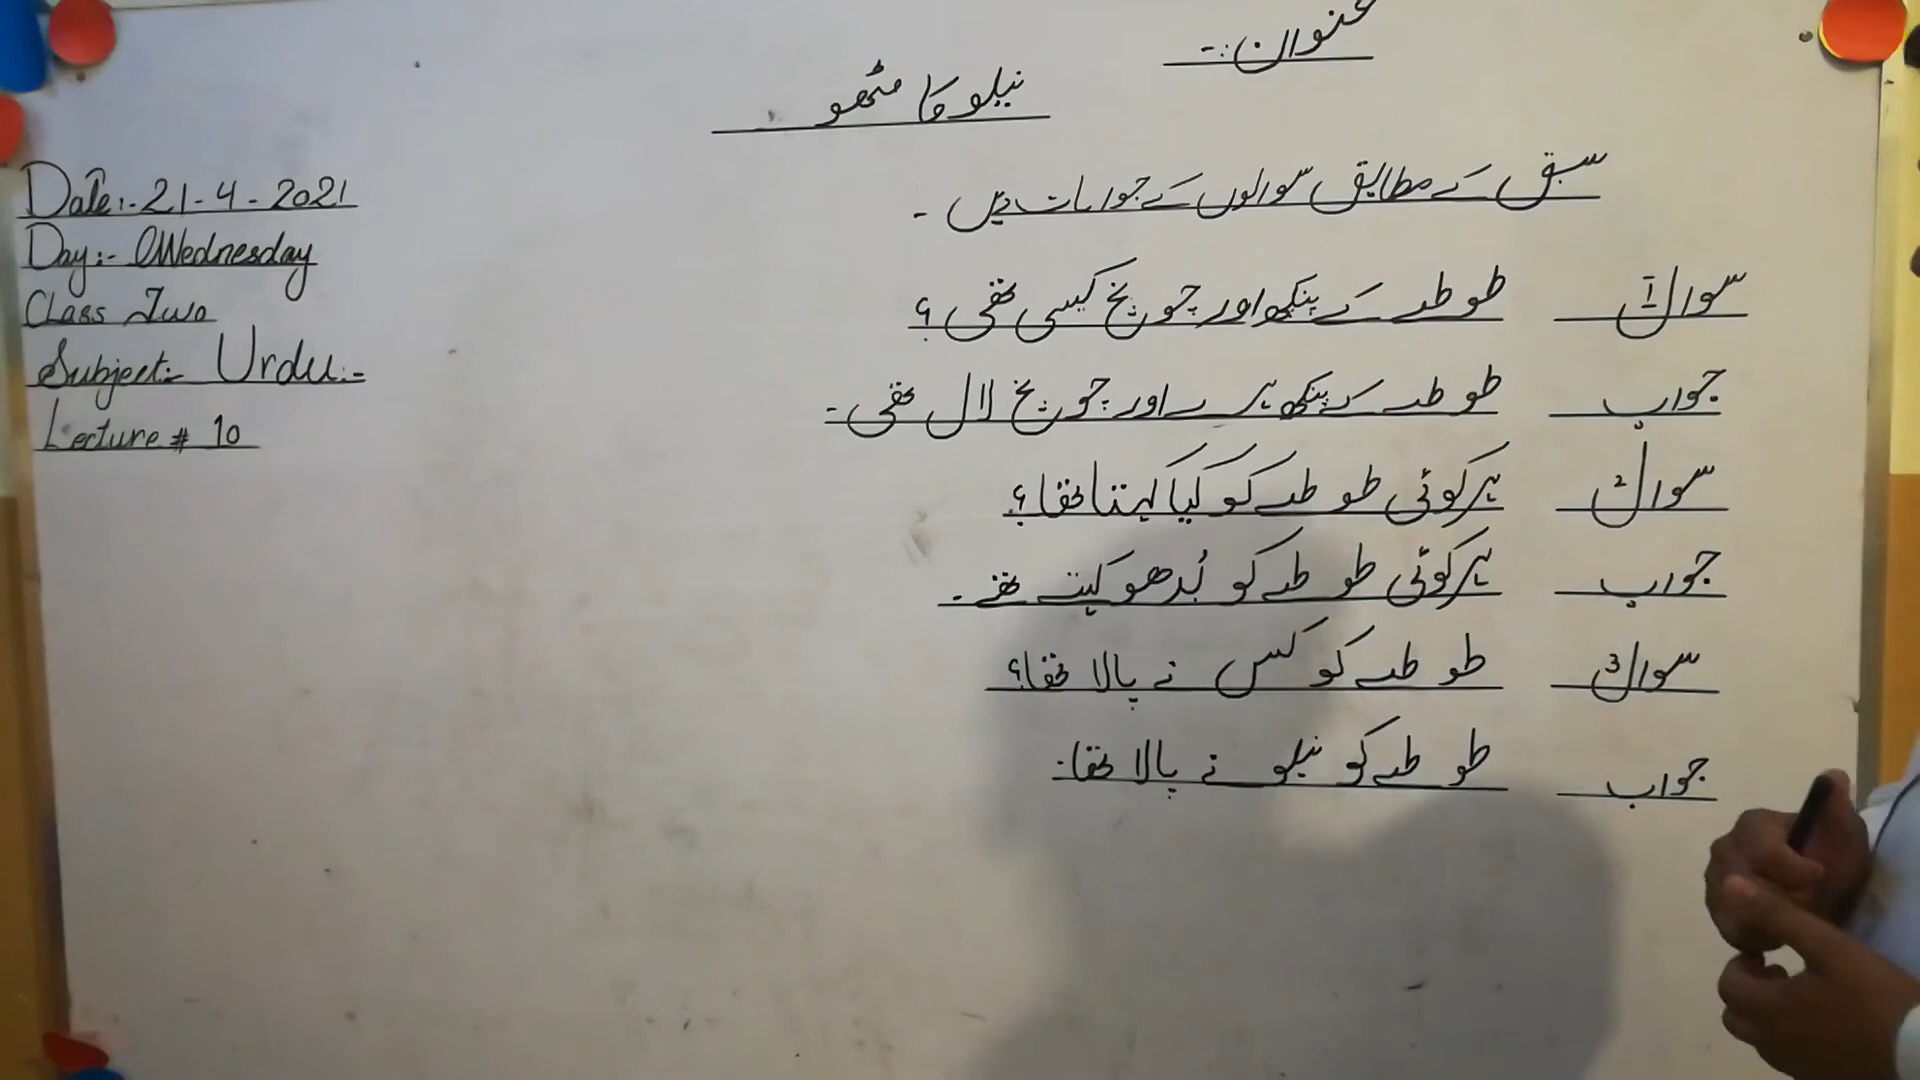 عنوان:-
نیلو کا مٹھو
Date:- 21-4-2021
Day:- Wednesday
Class Two
Subject:- Urdu:-
Lecture # 10
سبق کے مطابق سوالوں کے جوابات دیں۔
سوال 1 طوطے کے پنکھ اور چونچ کیسی تھی؟
جواب طوطے کے پنکھ ہرے اور چونچ لال تھی۔
سوال 2 ہر کوئی طوطے کو کیا کہتا تھا؟
جواب ہر کوئی طوطے کو بُدھو کہتے تھے۔
سوال 3 طوطے کو کس نے پالا تھا؟
جواب طوطے کو نیلو نے پالا تھا۔